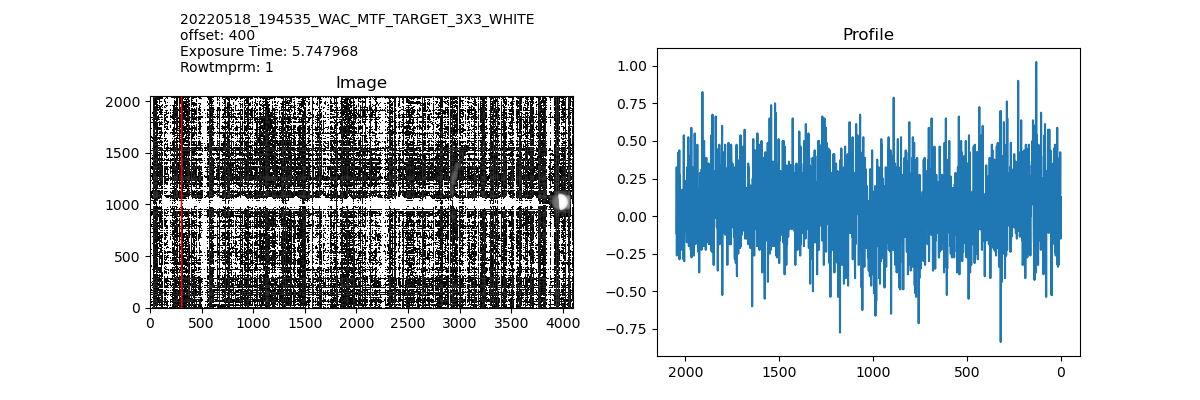 20220518_194535_WAC_MTF_TARGET_3X3_WHITE
offset: 400
Exposure Time: 5.747968
Rowtmprm: 1
Image
2000
1500
1000
500
0
0 500 1000 1500 2000 2500 3000 3500 4000
Profile
1.00
0.75
0.50
0.25
0.00
−0.25
−0.50
−0.75
2000 1500 1000 500 0